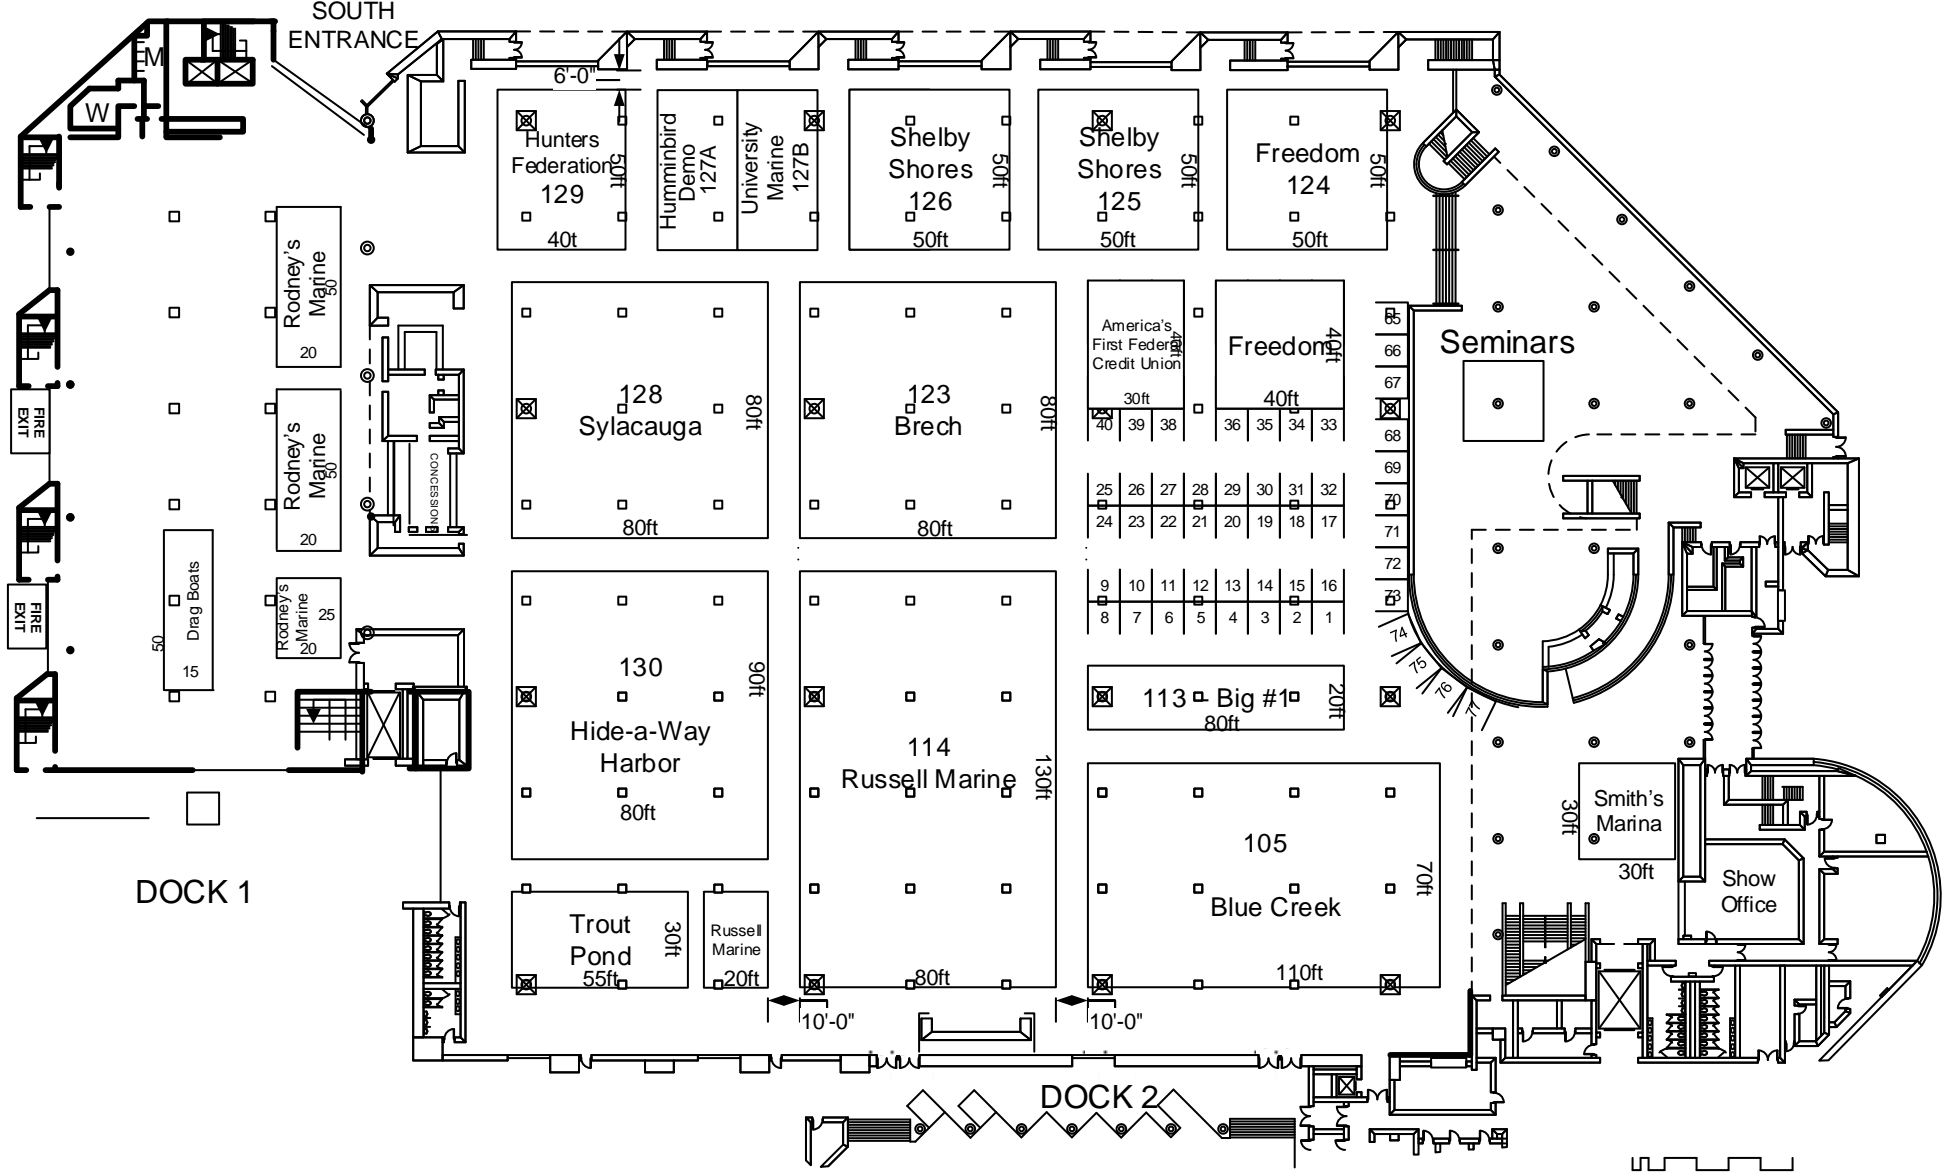 SOUTH
ENTRANCE
M
W
6'-0"
Hunters
Federation
129
50ft
40t
Humminbird
Demo
127A
University
Marine
127B
Shelby
Shores
126
50ft
50ft
Shelby
Shores
125
50ft
50ft
Freedom
124
50ft
50ft
Rodney's
Marine
50
20
Rodney's
Marine
50
20
Rodney's
Marine
25
20
Drag Boats
50
15
FIRE
EXIT
FIRE
EXIT
CONCESSIONS
128
Sylacauga
80ft
80ft
123
Brech
80ft
80ft
America's
First Federal
Credit Union
40ft
30ft
Freedom
40ft
40ft
40 39 38 36 35 34 33
25 26 27 28 29 30 31 32
24 23 22 21 20 19 18 17
9 10 11 12 13 14 15 16
8 7 6 5 4 3 2 1
65
66
67
68
69
70
71
72
73
74
75
76
77
Seminars
130
Hide-a-Way
Harbor
90ft
80ft
114
Russell Marine
130ft
80ft
113 - Big #1
80ft
20ft
105
Blue Creek
70ft
110ft
Smith's
Marina
30ft
30ft
Show
Office
Trout
Pond
30ft
55ft
Russell
Marine
20ft
10'-0"
10'-0"
DOCK 1
DOCK 2